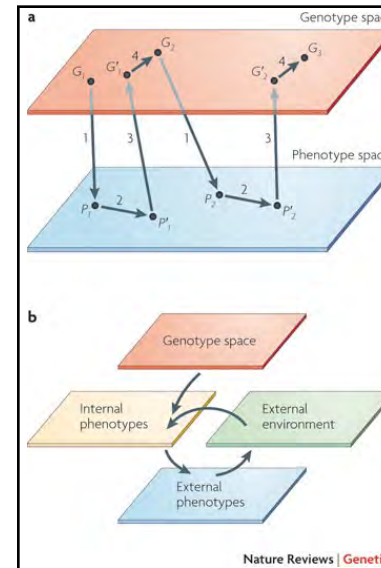 a
Genotype spac
G₁ G'₁ 4 G₂ G'₂ 4 G₃
1 3 1 3
Phenotype spac
P₁ 2 P'₁ P₂ 2 P'₂
b
Genotype space
Internal
phenotypes
External
environment
External
phenotypes
Nature Reviews | Geneti